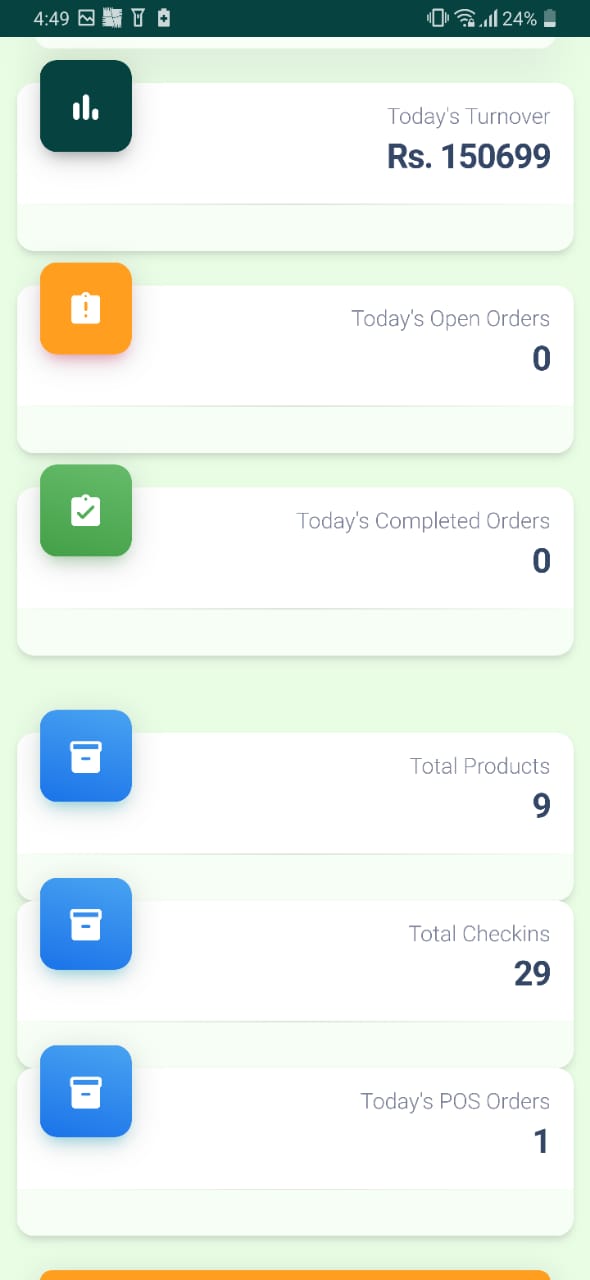 4:49
24%
Today's Turnover
Rs. 150699
Today's Open Orders
0
Today's Completed Orders
0
Total Products
9
Total Checkins
29
Today's POS Orders
1